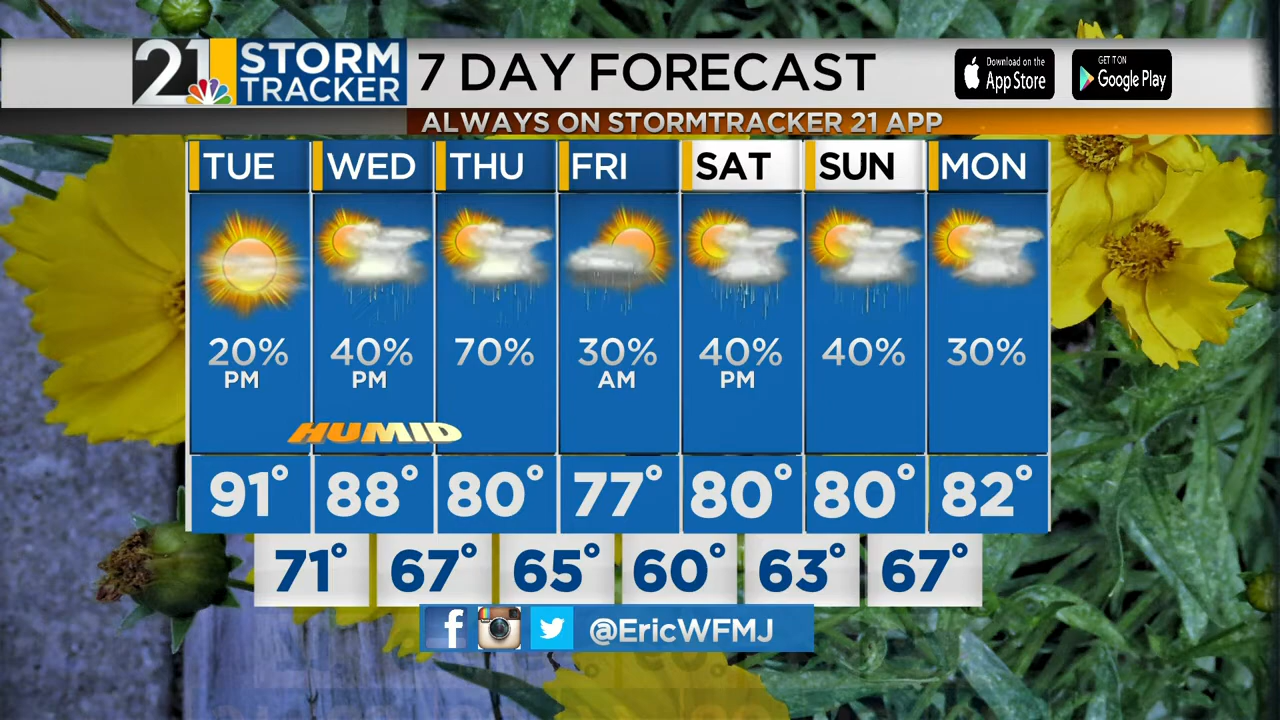 21 STORM TRACKER
7 DAY FORECAST
Download on the App Store
GET IT ON Google Play
ALWAYS ON STORMTRACKER 21 APP
TUE WED THU FRI SAT SUN MON
20% 40% 70% 30% 40% 40% 30%
PM PM AM PM
HUMID
91° 88° 80° 77° 80° 80° 82°
71° 67° 65° 60° 63° 67°
f @EricWFMJ